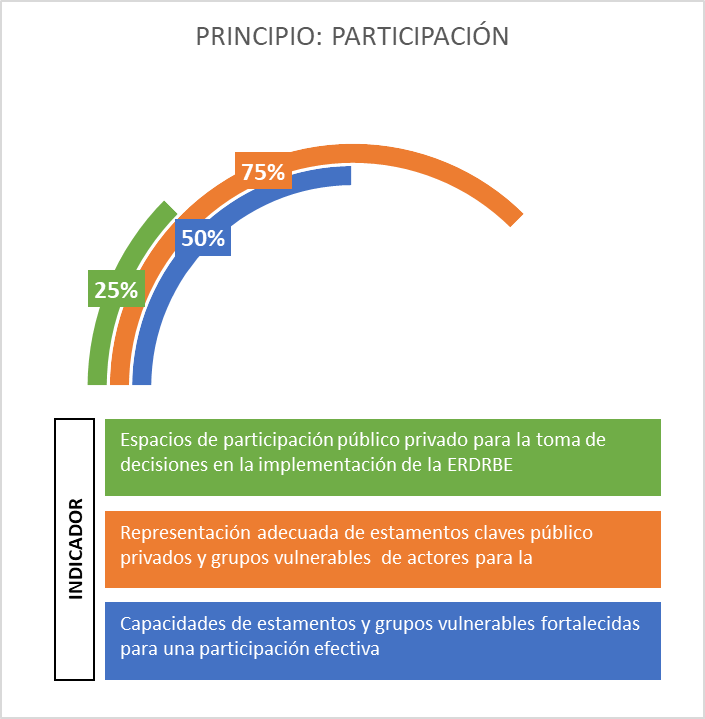 PRINCIPIO: PARTICIPACIÓN
75%
50%
25%
INDICADOR
Espacios de participación público privado para la toma de
decisiones en la implementación de la ERDRBE
Representación adecuada de estamentos claves público
privados y grupos vulnerables de actores para la
Capacidades de estamentos y grupos vulnerables fortalecidas
para una participación efectiva